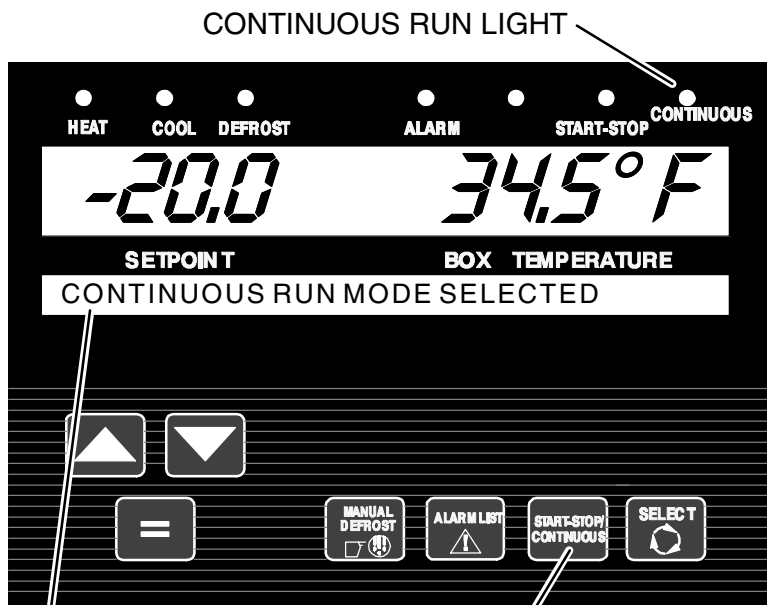 CONTINUOUS RUN LIGHT
HEAT COOL DEFROST ALARM START-STOP CONTINUOUS
-20.0 34.5°F
SETPOINT BOX TEMPERATURE
CONTINUOUS RUN MODE SELECTED
=
MANUAL DEFROST
ALARM LIST
START-STOP/
CONTINUOUS
SELECT